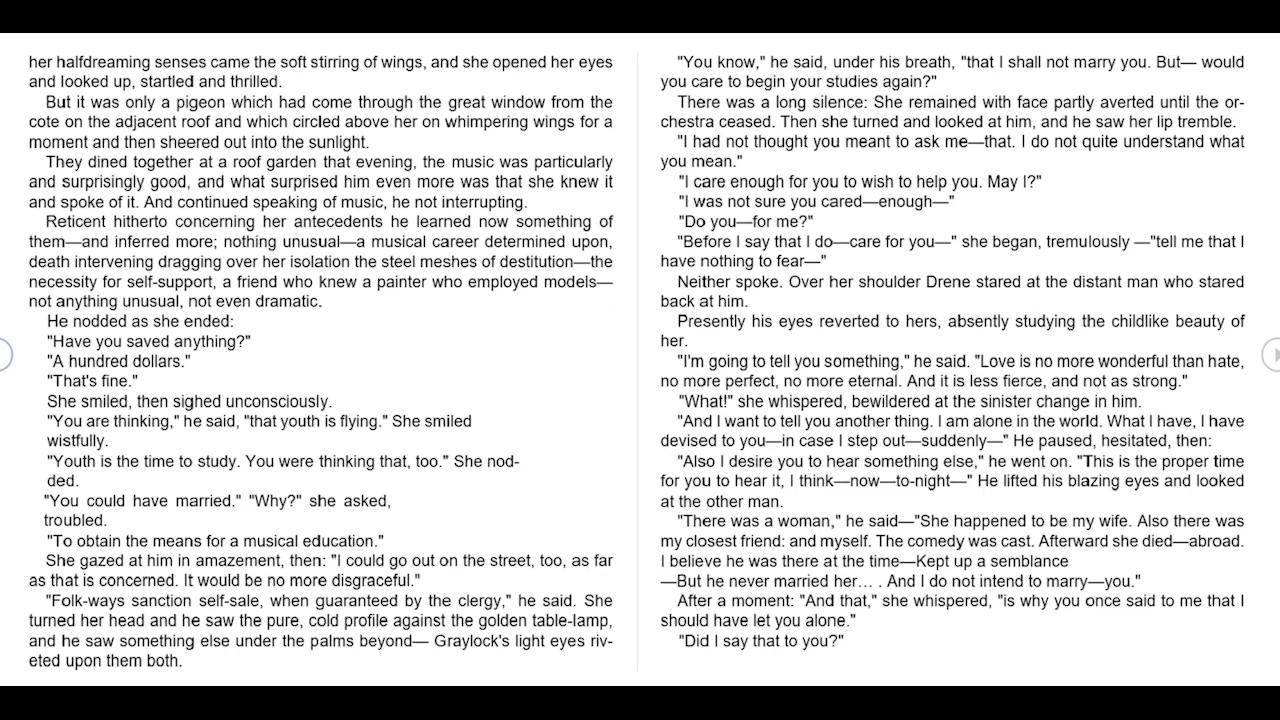 her halfdreaming senses came the soft stirring of wings, and she opened her eyes
and looked up, startled and thrilled.
But it was only a pigeon which had come through the great window from the
cote on the adjacent roof and which circled above her on whimpering wings for a
moment and then sheered out into the sunlight.
They dined together at a roof garden that evening, the music was particularly
and surprisingly good, and what surprised him even more was that she knew it
and spoke of it. And continued speaking of music, he not interrupting.
Reticent hitherto concerning her antecedents he learned now something of
them—and inferred more; nothing unusual—a musical career determined upon,
death intervening dragging over her isolation the steel meshes of destitution—the
necessity for self-support, a friend who knew a painter who employed models—
not anything unusual, not even dramatic.
He nodded as she ended:
"Have you saved anything?"
"A hundred dollars."
"That's fine."
She smiled, then sighed unconsciously.
"You are thinking," he said, "that youth is flying." She smiled
wistfully.
"Youth is the time to study. You were thinking that, too." She nod-
ded.
"You could have married." "Why?" she asked,
troubled.
"To obtain the means for a musical education."
She gazed at him in amazement, then: "I could go out on the street, too, as far
as that is concerned. It would be no more disgraceful."
"Folk-ways sanction self-sale, when guaranteed by the clergy," he said. She
turned her head and he saw the pure, cold profile against the golden table-lamp,
and he saw something else under the palms beyond— Graylock's light eyes riv-
eted upon them both.
"You know," he said, under his breath, "that I shall not marry you. But— would
you care to begin your studies again?"
There was a long silence: She remained with face partly averted until the or-
chestra ceased. Then she turned and looked at him, and he saw her lip tremble.
"I had not thought you meant to ask me—that. I do not quite understand what
you mean."
"I care enough for you to wish to help you. May I?"
"I was not sure you cared—enough—"
"Do you—for me?"
"Before I say that I do—care for you—" she began, tremulously —"tell me that I
have nothing to fear—"
Neither spoke. Over her shoulder Drene stared at the distant man who stared
back at him.
Presently his eyes reverted to hers, absently studying the childlike beauty of
her.
"I'm going to tell you something," he said. "Love is no more wonderful than hate,
no more perfect, no more eternal. And it is less fierce, and not as strong."
"What!" she whispered, bewildered at the sinister change in him.
"And I want to tell you another thing. I am alone in the world. What I have, I have
devised to you—in case I step out—suddenly—" He paused, hesitated, then:
"Also I desire you to hear something else," he went on. "This is the proper time
for you to hear it, I think—now—to-night—" He lifted his blazing eyes and looked
at the other man.
"There was a woman," he said—"She happened to be my wife. Also there was
my closest friend: and myself. The comedy was cast. Afterward she died—abroad.
I believe he was there at the time—Kept up a semblance
—But he never married her... . And I do not intend to marry—you."
After a moment: "And that," she whispered, "is why you once said to me that I
should have let you alone."
"Did I say that to you?"